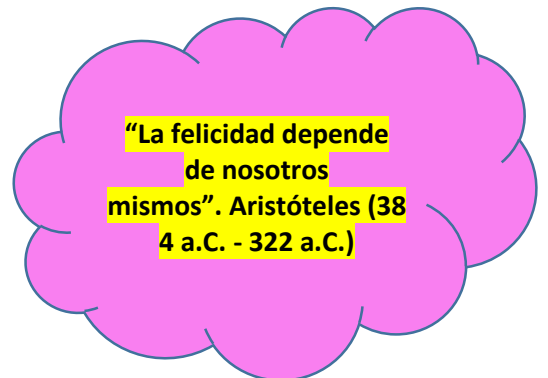 “La felicidad depende
de nosotros
mismos”. Aristóteles (38
4 a.C. - 322 a.C.)